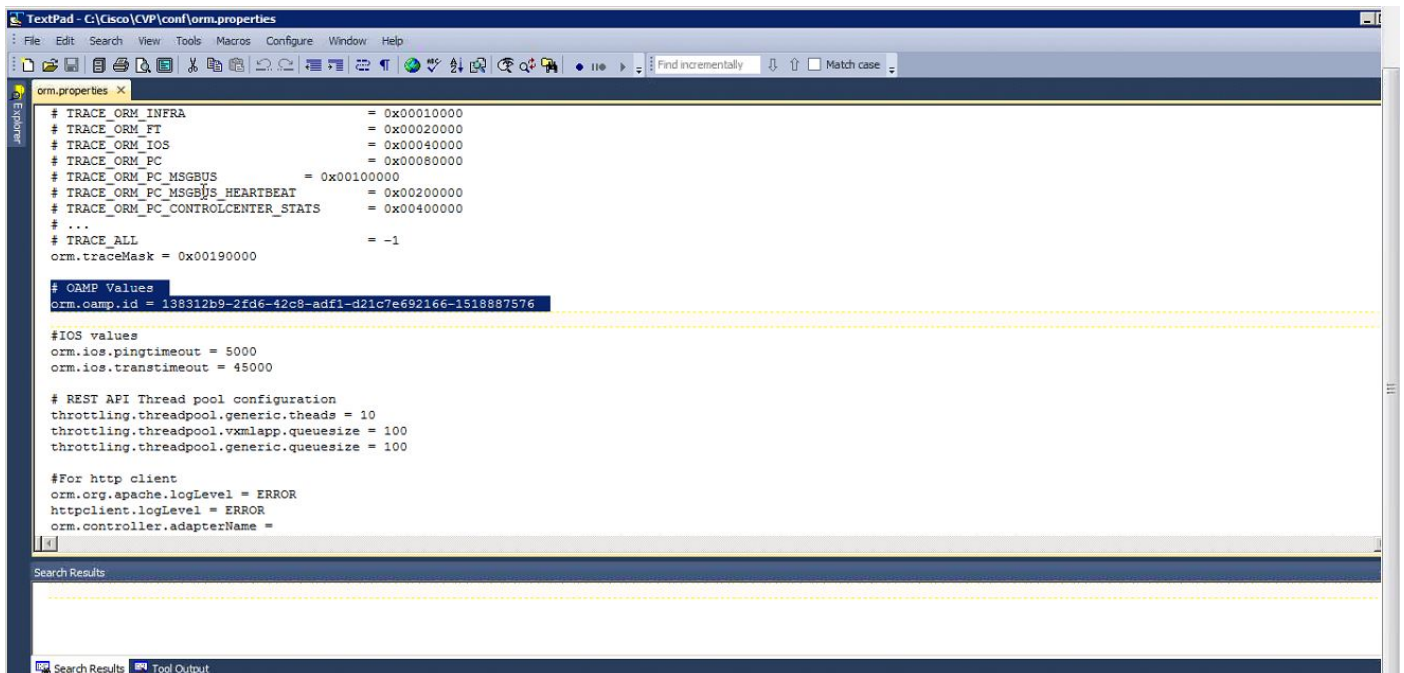 TextPad - C:\Cisco\CVP\conf\orm.properties
File Edit Search View Tools Macros Configure Window Help
Find incrementally Match case
orm.properties
Explorer
# TRACE_ORM_INFRA = 0x00010000
# TRACE_ORM_FT = 0x00020000
# TRACE_ORM_IOS = 0x00040000
# TRACE_ORM_PC = 0x00080000
# TRACE_ORM_PC_MSGBUS = 0x00100000
# TRACE_ORM_PC_MSGBUS_HEARTBEAT = 0x00200000
# TRACE_ORM_PC_CONTROLCENTER_STATS = 0x00400000
# ...
# TRACE_ALL = -1
orm.traceMask = 0x00190000
# OAMP Values
orm.oamp.id = 138312b9-2fd6-42c8-adf1-d21c7e692166-1518887576
#IOS values
orm.ios.pingtimeout = 5000
orm.ios.transtimeout = 45000
# REST API Thread pool configuration
throttling.threadpool.generic.theads = 10
throttling.threadpool.vxmlapp.queuesize = 100
throttling.threadpool.generic.queuesize = 100
#For http client
orm.org.apache.logLevel = ERROR
httpclient.logLevel = ERROR
orm.controller.adapterName =
Search Results
Search Results Tool Output